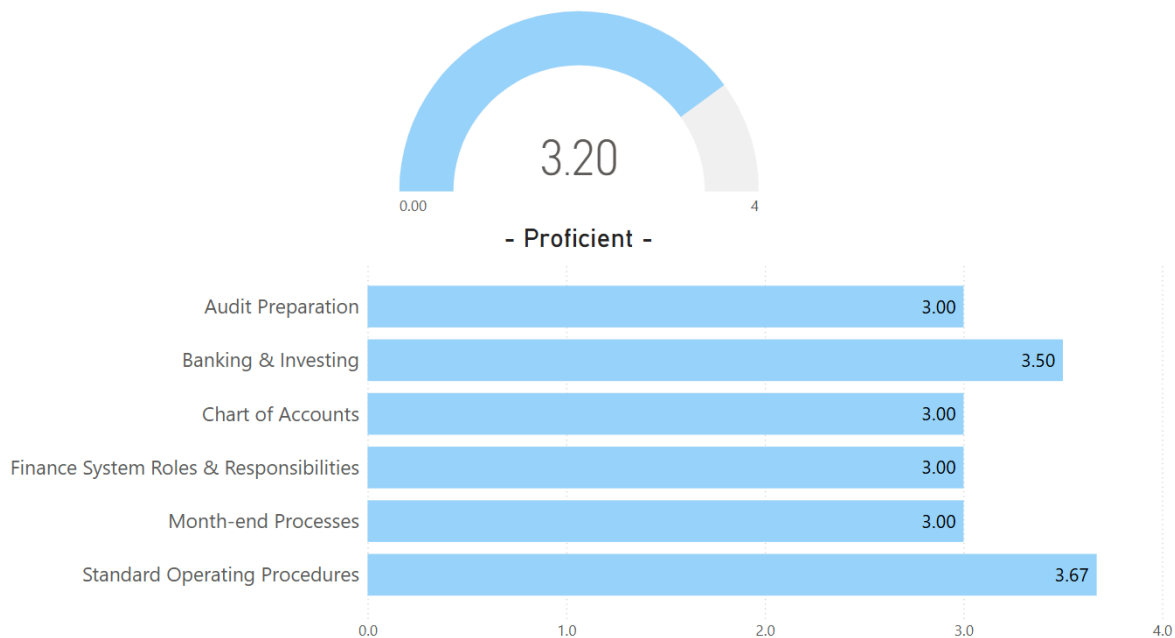 3.20
0.00 4
- Proficient -
Audit Preparation 3.00
Banking & Investing 3.50
Chart of Accounts 3.00
Finance System Roles & Responsibilities 3.00
Month-end Processes 3.00
Standard Operating Procedures 3.67
0.0 1.0 2.0 3.0 4.0